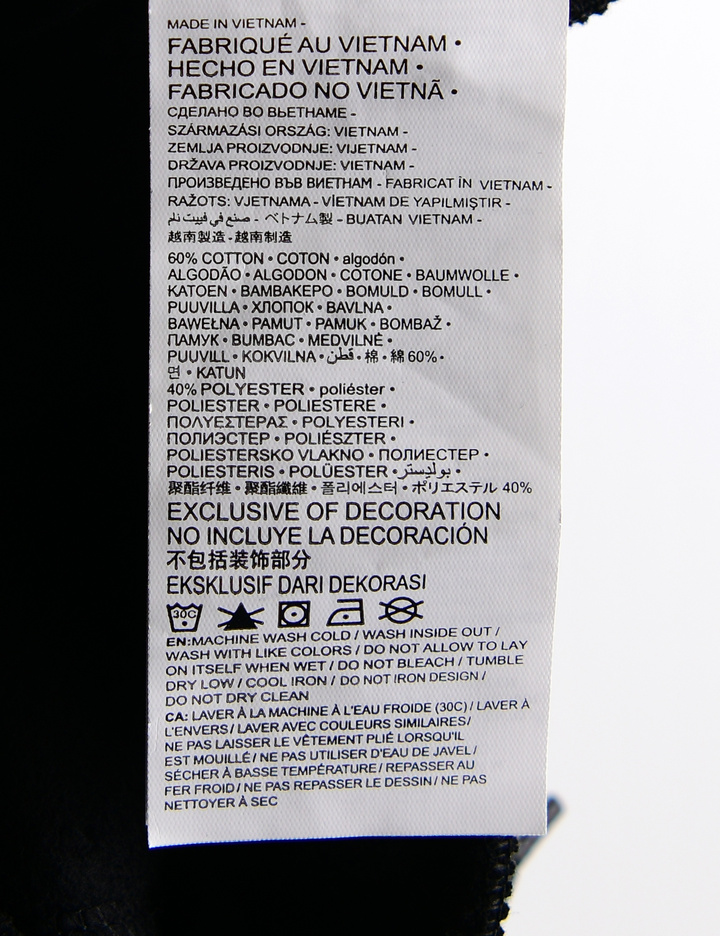 MADE IN VIETNAM -
FABRIQUÉ AU VIETNAM •
HECHO EN VIETNAM •
FABRICADO NO VIETNÃ •
СДЕЛАНО ВО ВЬЕТНАМЕ -
SZÁRMAZÁSI ORSZÁG: VIETNAM -
ZEMLJA PROIZVODNJE: VIJETNAM -
DRŽAVA PROIZVODNJE: VIETNAM -
ПРОИЗВЕДЕНО ВЪВ ВИЕТНАМ - FABRICAT ÎN VIETNAM -
RAŽOTS: VJETNAMA - VİETNAM DE YAPILMIŞTIR -
صنع في فييت نام - ベトナム製 - BUATAN VIETNAM -
越南製造 - 越南制造
60% COTTON • COTON • algodón •
ALGODÃO • ALGODON • COTONE • BAUMWOLLE •
KATOEN • BAMBAKEPO • BOMULD • BOMULL •
PUUVILLA • ХЛОПОК • BAVLNA •
BAWEŁNA • PAMUT • PAMUK • BOMBAŽ •
ПАМУК • BUMBAC • MEDVILNĖ •
PUUVILL • KOKVILNA • قطن • 棉 • 綿 60% •
면 • KATUN
40% POLYESTER • poliéster •
POLIESTER • POLIESTERE •
ΠΟΛΥΕΣΤΕΡΑΣ • POLYESTERI •
ПОЛИЭСТЕР • POLIÉSZTER •
POLIESTERSKO VLAKNO • ПОЛИЕСТЕР •
POLIESTERIS • POLÜESTER • بوليستر •
聚酯纤维 • 聚酯纖維 • 폴리에스터 • ポリエステル 40%
EXCLUSIVE OF DECORATION
NO INCLUYE LA DECORACIÓN
不包括装饰部分
EKSKLUSIF DARI DEKORASI
30C
EN:MACHINE WASH COLD / WASH INSIDE OUT /
WASH WITH LIKE COLORS / DO NOT ALLOW TO LAY
ON ITSELF WHEN WET / DO NOT BLEACH / TUMBLE
DRY LOW / COOL IRON / DO NOT IRON DESIGN /
DO NOT DRY CLEAN
CA: LAVER À LA MACHINE À L'EAU FROIDE (30C) / LAVER À
L'ENVERS / LAVER AVEC COULEURS SIMILAIRES/
NE PAS LAISSER LE VÊTEMENT PLIÉ LORSQU'IL
EST MOUILLÉ / NE PAS UTILISER D'EAU DE JAVEL /
SÉCHER À BASSE TEMPÉRATURE / REPASSER AU
FER FROID / NE PAS REPASSER LE DESSIN / NE PAS
NETTOYER À SEC